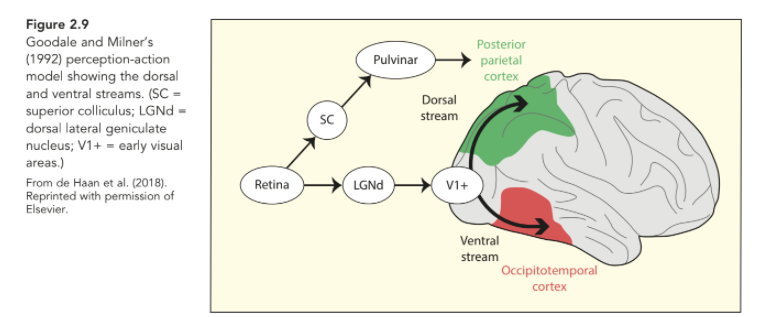 Figure 2.9
Goodale and Milner's
(1992) perception-action
model showing the dorsal
and ventral streams. (SC =
superior colliculus; LGNd =
dorsal lateral geniculate
nucleus; V1+ = early visual
areas.)
From de Haan et al. (2018).
Reprinted with permission of
Elsevier.
Pulvinar
Posterior
parietal
cortex
Dorsal
stream
SC
Retina
LGNd
V1+
Ventral
stream
Occipitotemporal
cortex